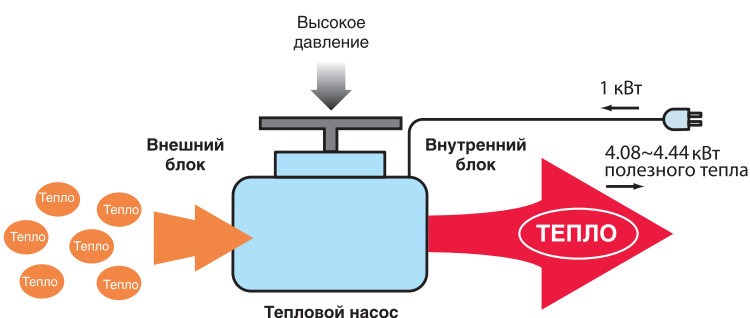 Высокое
давление
1 кВт
Внешний
блок
Внутренний
блок
4.08~4.44 кВт
полезного тепла
Тепло
Тепло
Тепло
Тепло
Тепло
Тепло
ТЕПЛО
Тепловой насос